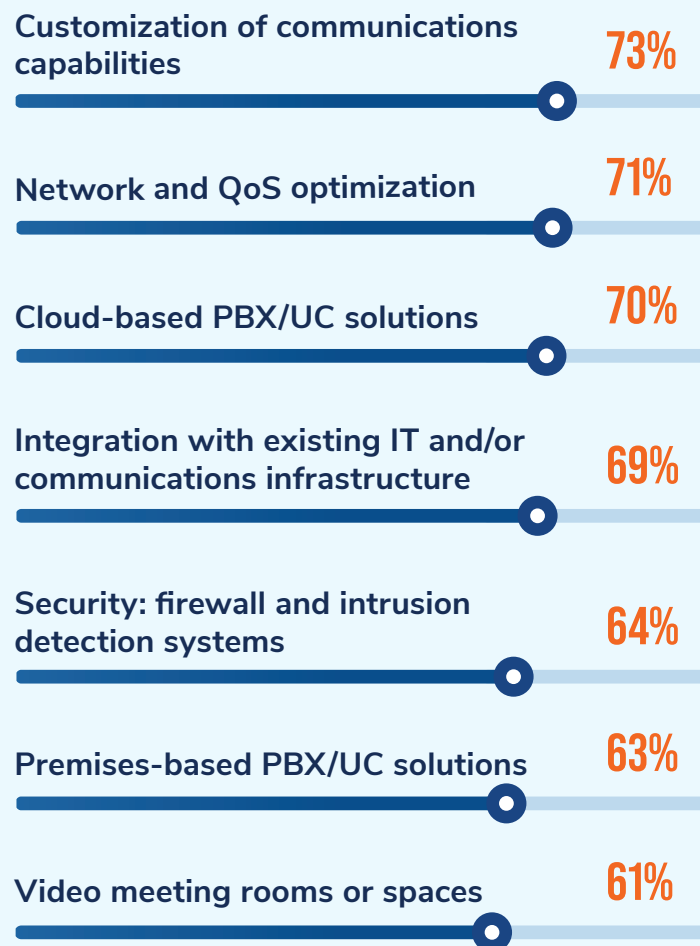 Customization of communications
capabilities
73%
Network and QoS optimization
71%
Cloud-based PBX/UC solutions
70%
Integration with existing IT and/or
communications infrastructure
69%
Security: firewall and intrusion
detection systems
64%
Premises-based PBX/UC solutions
63%
Video meeting rooms or spaces
61%